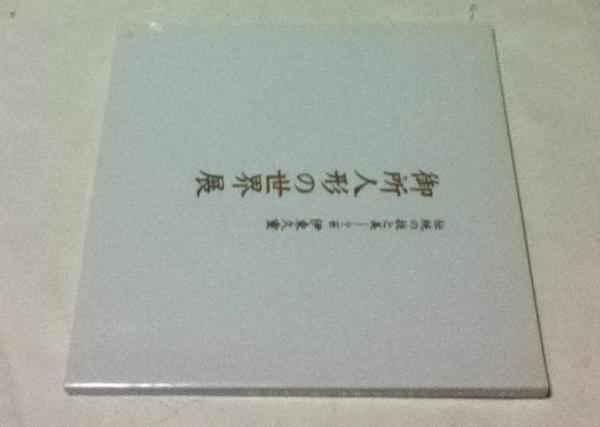 御所人形の世界展
伝統の技と美―十二世 伊東久重